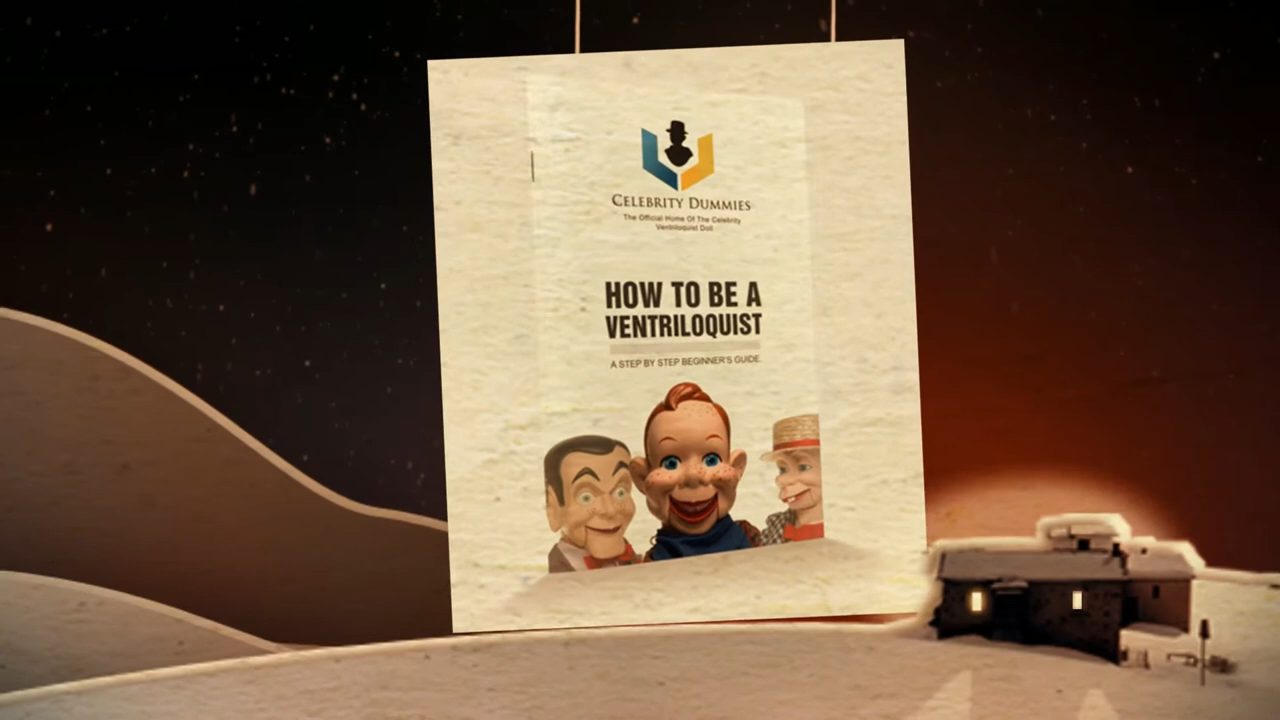 CELEBRITY DUMMIES
The Official Home Of The Celebrity
Ventriloquist Doll
HOW TO BE A
VENTRILOQUIST
A STEP BY STEP BEGINNER'S GUIDE.